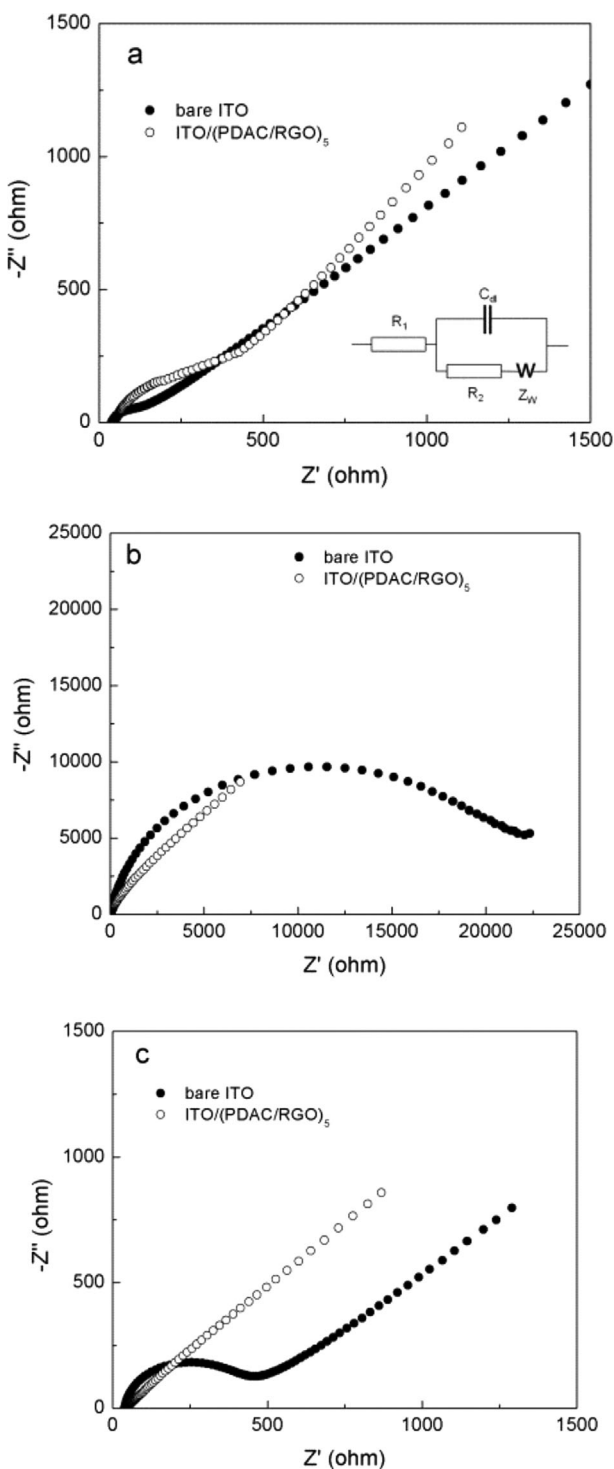 a
1500
bare ITO
ITO/(PDAC/RGO)5
1000
-Z" (ohm)
500
Cdl
R1
R2
ZW
0
0 500 1000 1500
Z' (ohm)
b
25000
bare ITO
ITO/(PDAC/RGO)5
20000
15000
-Z" (ohm)
10000
5000
0
0 5000 10000 15000 20000 25000
Z' (ohm)
c
1500
bare ITO
ITO/(PDAC/RGO)5
1000
-Z" (ohm)
500
0
0 500 1000 1500
Z' (ohm)